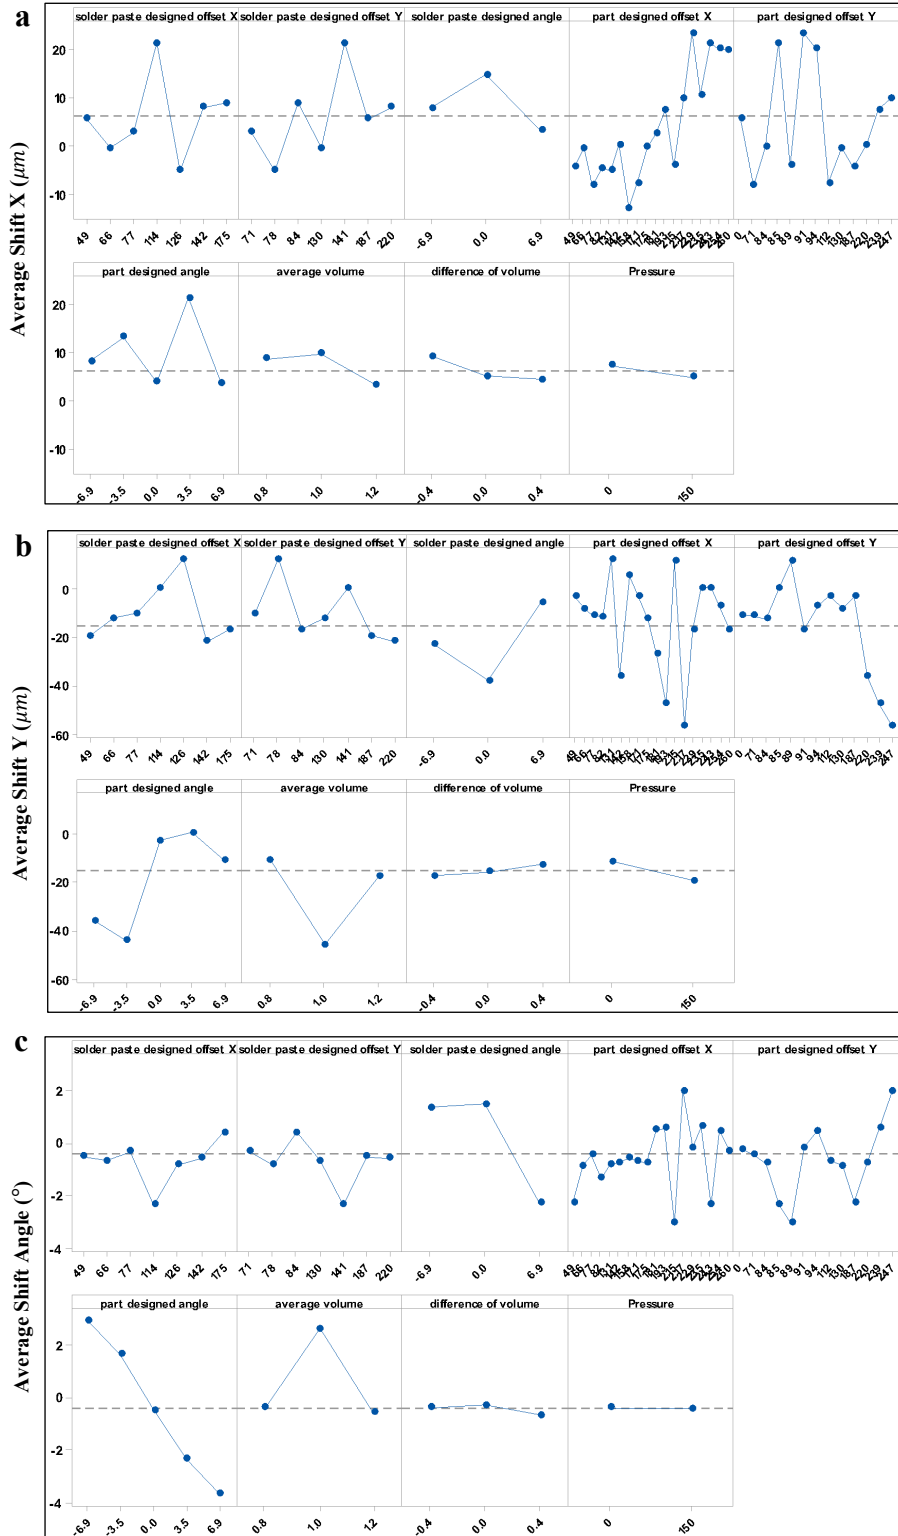 a
solder paste designed offset X solder paste designed offset Y solder paste designed angle part designed offset X part designed offset Y
20
10
0
-10
49 66 77 114 126 142 175 71 78 84 130 141 187 220 -6.9 0.0 6.9
0 71 84 85 89 91 94 112 130 187 220 239 247
part designed angle average volume difference of volume Pressure
20
10
0
-10
-6.9 -3.5 0.0 3.5 6.9 0.8 1.0 1.2 -0.4 0.0 0.4 0 150
Average Shift X (μm)
b
solder paste designed offset X solder paste designed offset Y solder paste designed angle part designed offset X part designed offset Y
0
-20
-40
-60
49 66 77 114 126 142 175 71 78 84 130 141 187 220 -6.9 0.0 6.9
0 71 84 85 89 91 94 112 130 187 220 239 247
part designed angle average volume difference of volume Pressure
0
-20
-40
-60
-6.9 -3.5 0.0 3.5 6.9 0.8 1.0 1.2 -0.4 0.0 0.4 0 150
Average Shift Y (μm)
c
solder paste designed offset X solder paste designed offset Y solder paste designed angle part designed offset X part designed offset Y
2
0
-2
-4
49 66 77 114 126 142 175 71 78 84 130 141 187 220 -6.9 0.0 6.9
0 71 84 85 89 91 94 112 130 187 220 239 247
part designed angle average volume difference of volume Pressure
2
0
-2
-4
-6.9 -3.5 0.0 3.5 6.9 0.8 1.0 1.2 -0.4 0.0 0.4 0 150
Average Shift Angle (°)